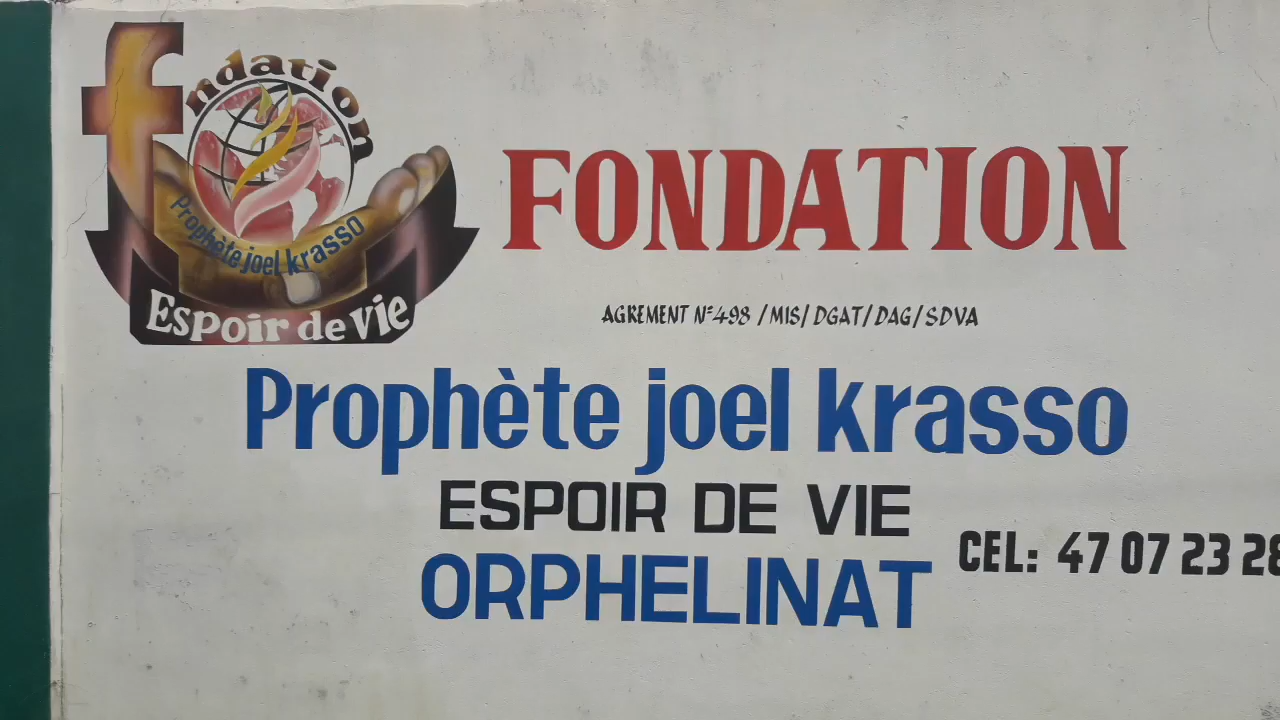 fondation
Prophète joel krasso
Espoir de vie
FONDATION
AGREMENT N°498 /MIS/DGAT/DAG/SDVA
Prophète joel krasso
ESPOIR DE VIE
ORPHELINAT
CEL: 47 07 23 28